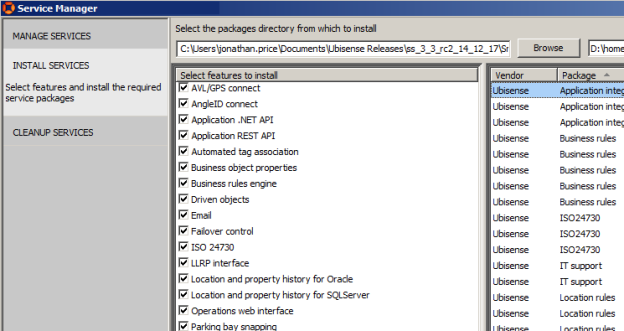 Service Manager
MANAGE SERVICES
INSTALL SERVICES
Select features and install the required
service packages
CLEANUP SERVICES
Select the packages directory from which to install
C:\Users\jonathan.price\Documents\Ubisense Releases\ss_3_3_rc2_14_12_17\Sr
Browse
D:\home
Select features to install
AVL/GPS connect
AngleID connect
Application .NET API
Application REST API
Automated tag association
Business object properties
Business rules engine
Driven objects
Email
Failover control
ISO 24730
LLRP interface
Location and property history for Oracle
Location and property history for SQLServer
Operations web interface
Parking bay snapping
Vendor Package
Ubisense Application integ
Ubisense Application integ
Ubisense Application integ
Ubisense Business rules
Ubisense Business rules
Ubisense Business rules
Ubisense Business rules
Ubisense Business rules
Ubisense ISO24730
Ubisense ISO24730
Ubisense ISO24730
Ubisense IT support
Ubisense IT support
Ubisense Location rules
Ubisense Location rules
Ubisense Location rules